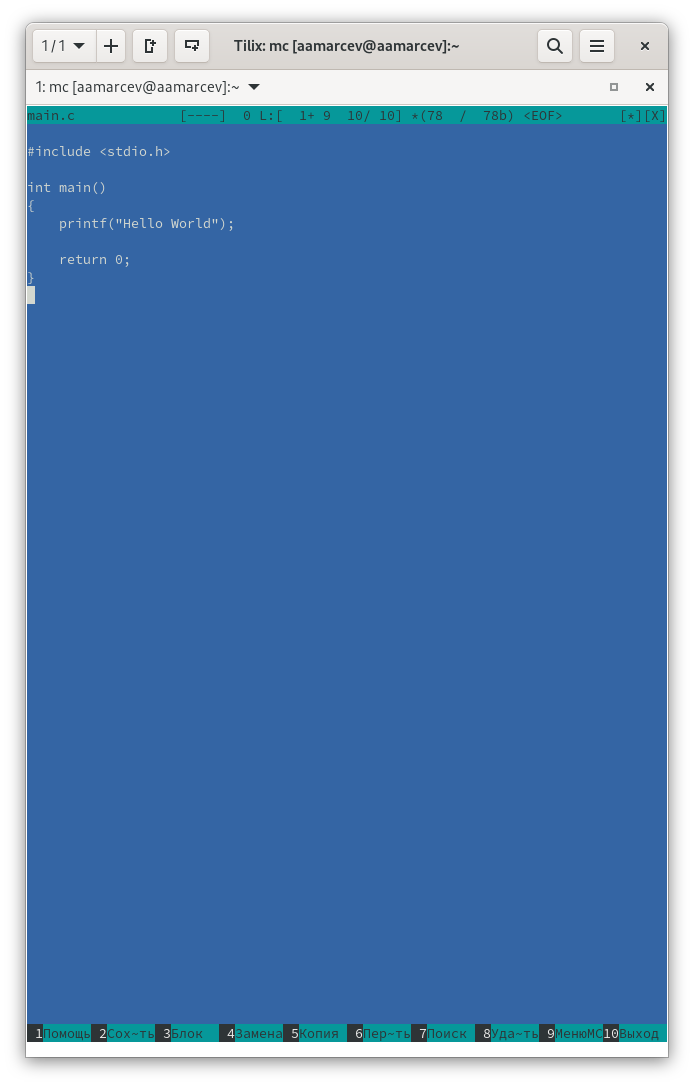 1 / 1 Tilix: mc [aamarcev@aamarcev]:~
1: mc [aamarcev@aamarcev]:~
main.c [----] 0 L:[ 1+ 9 10/ 10] *(78 / 78b) <EOF> [*][X]
#include <stdio.h>
int main()
{
    printf("Hello World");
    return 0;
}
1Помощь 2Сох~ть 3Блок 4Замена 5Копия 6Пер~ть 7Поиск 8Уда~ть 9МенюMC 10Выход